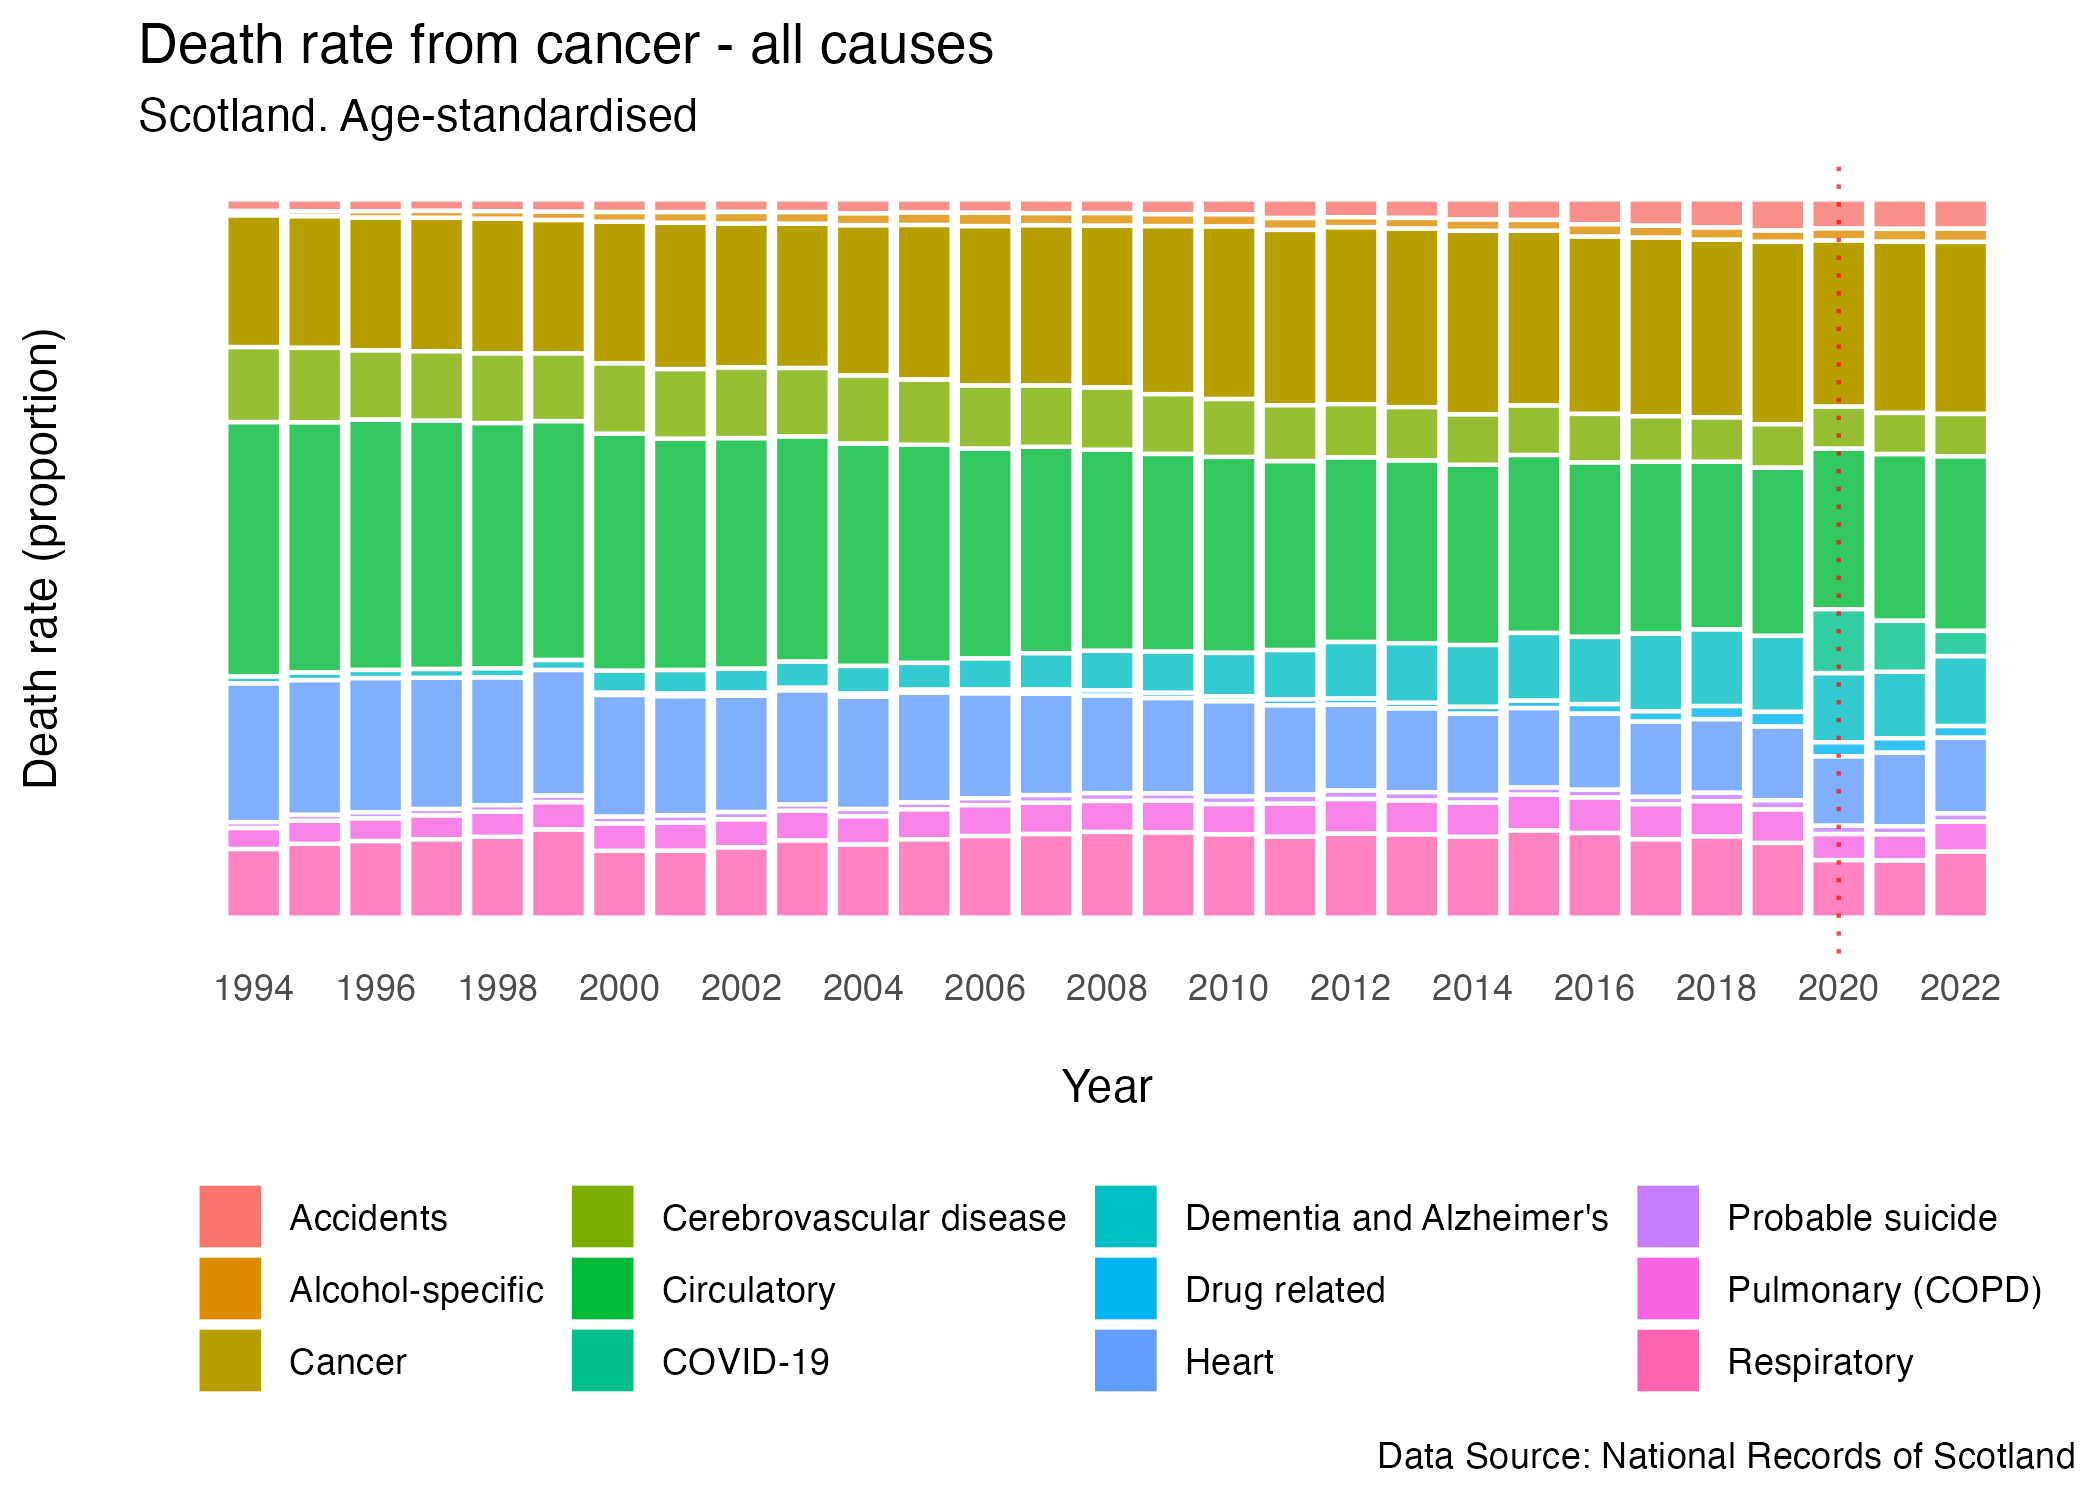 Death rate from cancer - all causes
Scotland. Age-standardised
Death rate (proportion)
1994 1996 1998 2000 2002 2004 2006 2008 2010 2012 2014 2016 2018 2020 2022
Year
Accidents Cerebrovascular disease Dementia and Alzheimer's Probable suicide
Alcohol-specific Circulatory Drug related Pulmonary (COPD)
Cancer COVID-19 Heart Respiratory
Data Source: National Records of Scotland